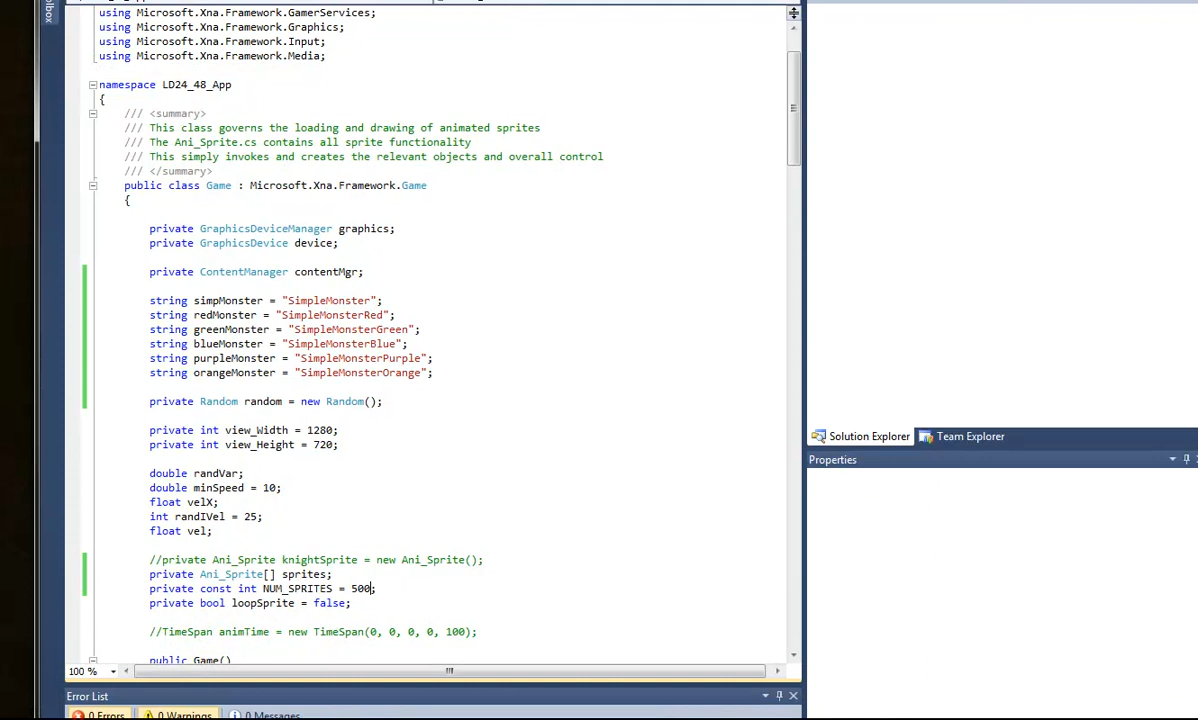 olbox
using Microsoft.Xna.Framework.GamerServices;
using Microsoft.Xna.Framework.Graphics;
using Microsoft.Xna.Framework.Input;
using Microsoft.Xna.Framework.Media;
namespace LD24_48_App
{
/// <summary>
/// This class governs the loading and drawing of animated sprites
/// The Ani_Sprite.cs contains all sprite functionality
/// This simply invokes and creates the relevant objects and overall control
/// </summary>
public class Game : Microsoft.Xna.Framework.Game
{
private GraphicsDeviceManager graphics;
private GraphicsDevice device;
private ContentManager contentMgr;
string simpMonster = "SimpleMonster";
string redMonster = "SimpleMonsterRed";
string greenMonster = "SimpleMonsterGreen";
string blueMonster = "SimpleMonsterBlue";
string purpleMonster = "SimpleMonsterPurple";
string orangeMonster = "SimpleMonsterOrange";
private Random random = new Random();
private int view_Width = 1280;
private int view_Height = 720;
double randVar;
double minSpeed = 10;
float velX;
int randIVel = 25;
float vel;
//private Ani_Sprite knightSprite = new Ani_Sprite();
private Ani_Sprite[] sprites;
private const int NUM_SPRITES = 500;
private bool loopSprite = false;
//TimeSpan animTime = new TimeSpan(0, 0, 0, 0, 100);
public Game()
100 %
Error List
0 Errors 0 Warnings 0 Messages
Solution Explorer Team Explorer
Properties